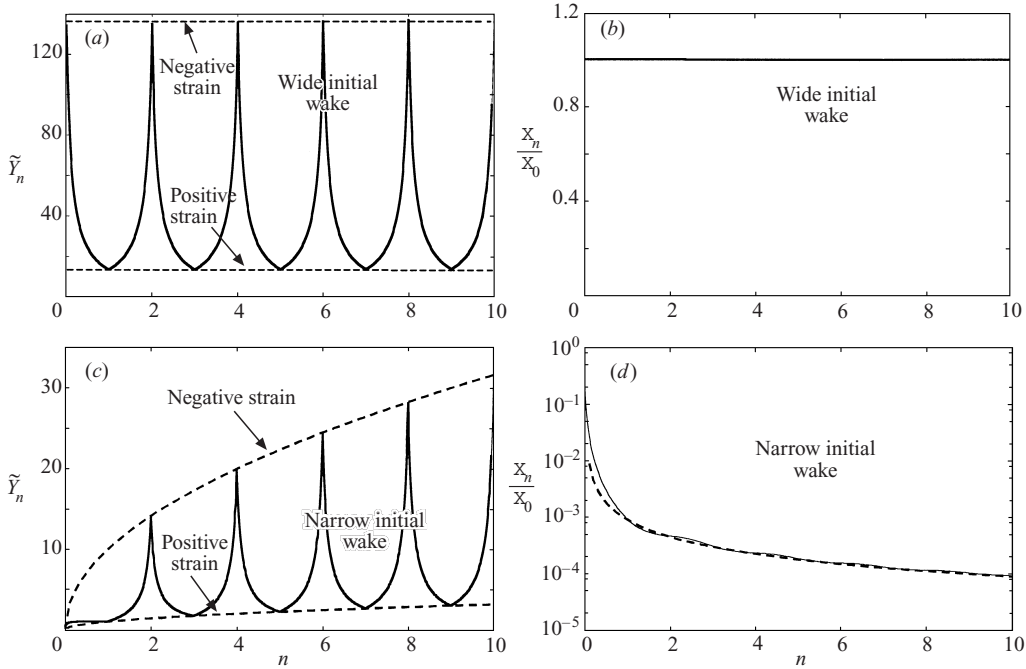 (a)
120
80
40
Ỹn
Negative
strain
Wide initial
wake
Positive
strain
0 2 4 6 8 10
(b)
1.2
0.8
0.4
Xn
X0
Wide initial
wake
0 2 4 6 8 10
(c)
30
20
10
Ỹn
Negative strain
Positive
strain
Narrow initial
wake
0 2 4 6 8 10
n
(d)
10^0
10^−1
10^−2
10^−3
10^−4
10^−5
Xn
X0
Narrow initial
wake
0 2 4 6 8 10
n